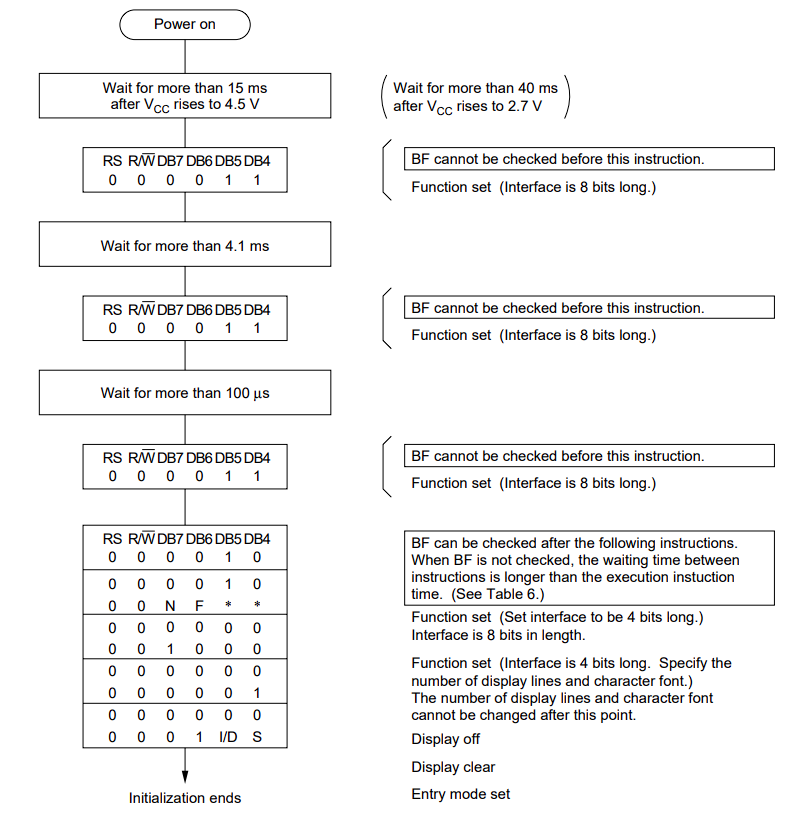 Power on
Wait for more than 15 ms
after VCC rises to 4.5 V
Wait for more than 40 ms
after VCC rises to 2.7 V
RS R/W̅ DB7 DB6 DB5 DB4
0 0 0 0 1 1
BF cannot be checked before this instruction.
Function set (Interface is 8 bits long.)
Wait for more than 4.1 ms
RS R/W̅ DB7 DB6 DB5 DB4
0 0 0 0 1 1
BF cannot be checked before this instruction.
Function set (Interface is 8 bits long.)
Wait for more than 100 μs
RS R/W̅ DB7 DB6 DB5 DB4
0 0 0 0 1 1
BF cannot be checked before this instruction.
Function set (Interface is 8 bits long.)
RS R/W̅ DB7 DB6 DB5 DB4
0 0 0 0 1 0
0 0 0 0 1 0
0 0 N F * *
0 0 0 0 0 0
0 0 1 0 0 0
0 0 0 0 0 0
0 0 0 0 0 1
0 0 0 0 0 0
0 0 0 1 I/D S
BF can be checked after the following instructions.
When BF is not checked, the waiting time between
instructions is longer than the execution instuction
time. (See Table 6.)
Function set (Set interface to be 4 bits long.)
Interface is 8 bits in length.
Function set (Interface is 4 bits long. Specify the
number of display lines and character font.)
The number of display lines and character font
cannot be changed after this point.
Display off
Display clear
Entry mode set
Initialization ends